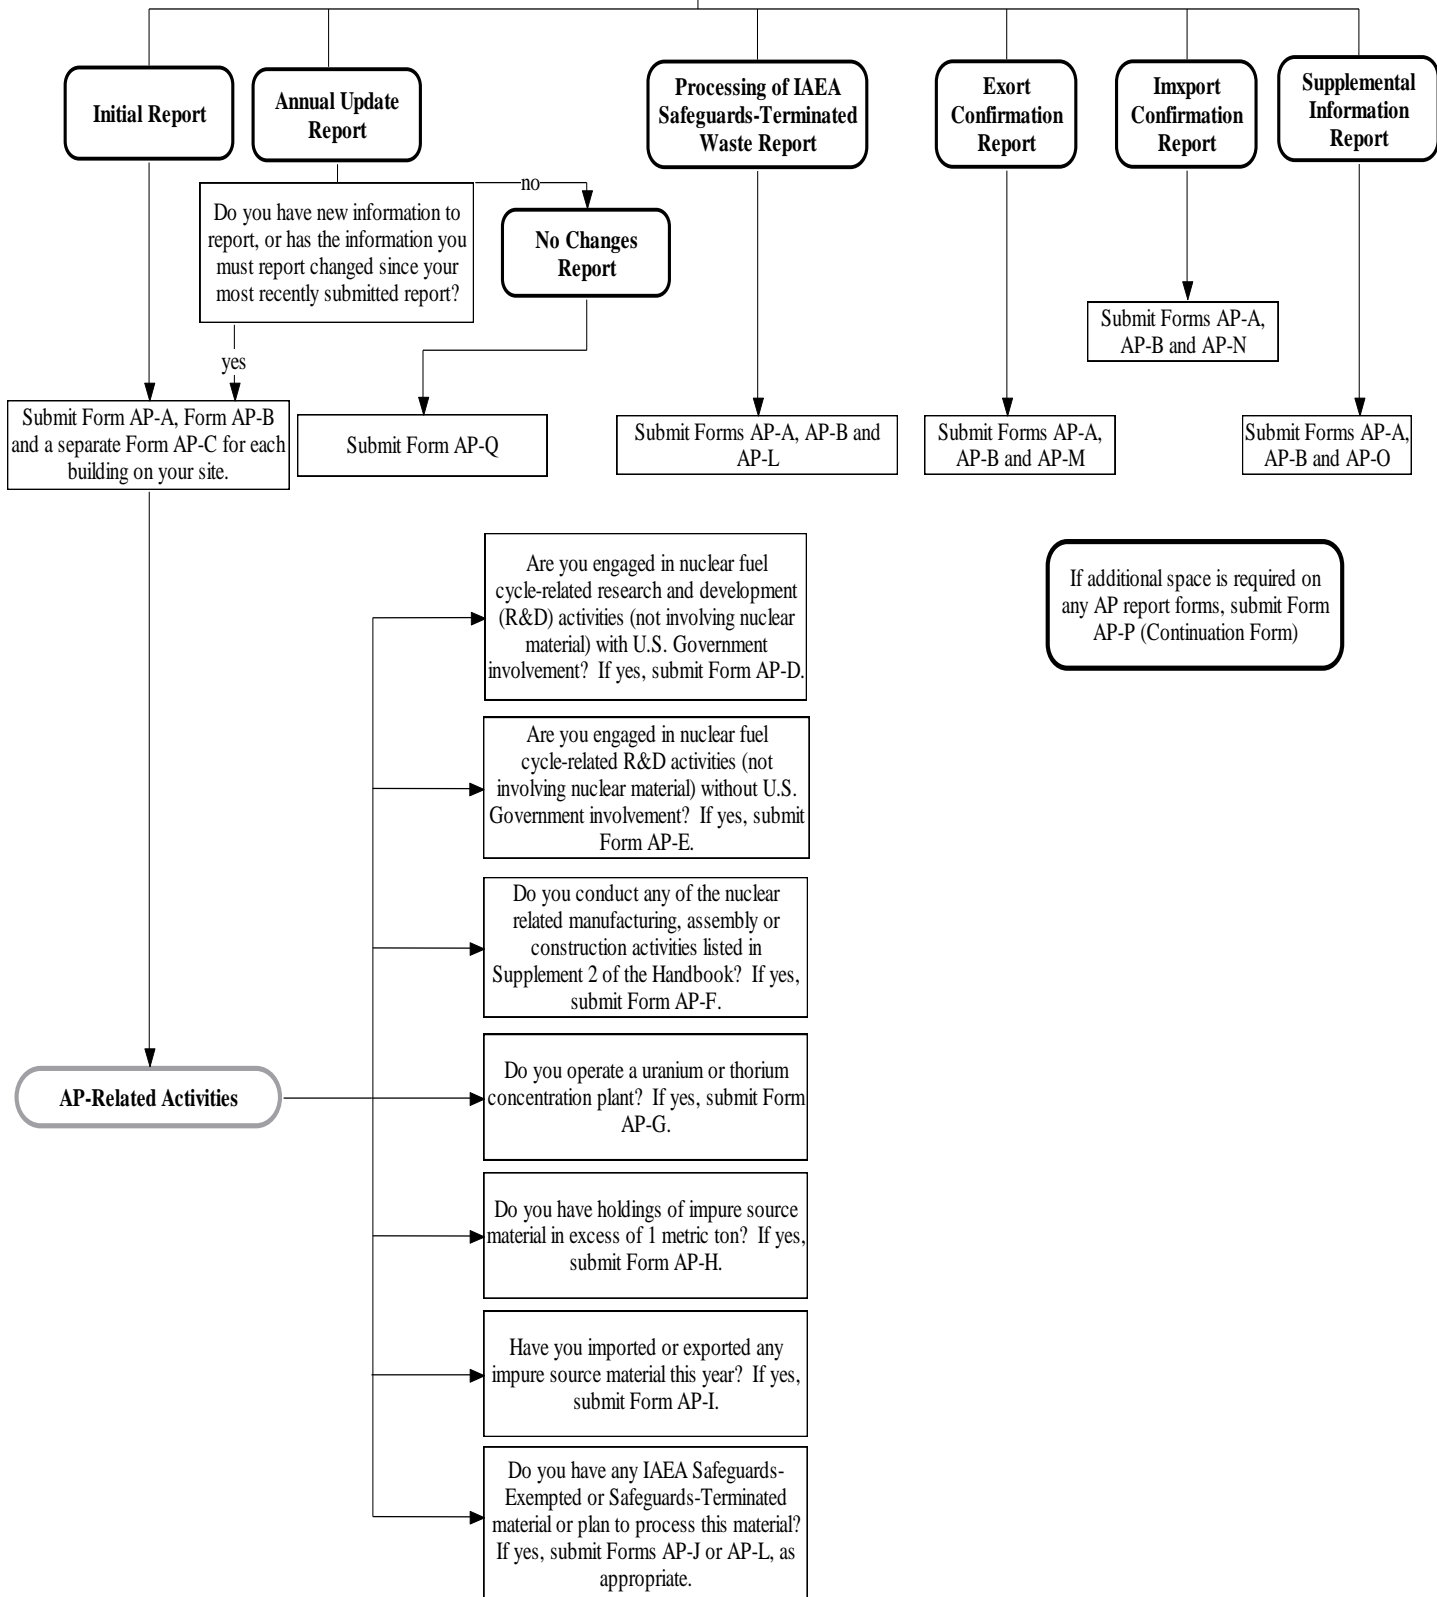 Initial Report
Annual Update
Report
Processing of IAEA
Safeguards-Terminated
Waste Report
Exort
Confirmation
Report
Imxport
Confirmation
Report
Supplemental
Information
Report
Do you have new information to
report, or has the information you
must report changed since your
most recently submitted report?
no
No Changes
Report
yes
Submit Forms AP-A,
AP-B and AP-N
Submit Form AP-A, Form AP-B
and a separate Form AP-C for each
building on your site.
Submit Form AP-Q
Submit Forms AP-A, AP-B and
AP-L
Submit Forms AP-A,
AP-B and AP-M
Submit Forms AP-A,
AP-B and AP-O
Are you engaged in nuclear fuel
cycle-related research and development
(R&D) activities (not involving nuclear
material) with U.S. Government
involvement?  If yes, submit Form AP-D.
If additional space is required on
any AP report forms, submit Form
AP-P (Continuation Form)
Are you engaged in nuclear fuel
cycle-related R&D activities (not
involving nuclear material) without U.S.
Government involvement?  If yes, submit
Form AP-E.
Do you conduct any of the nuclear
related manufacturing, assembly or
construction activities listed in
Supplement 2 of the Handbook?  If yes,
submit Form AP-F.
AP-Related Activities
Do you operate a uranium or thorium
concentration plant?  If yes, submit Form
AP-G.
Do you have holdings of impure source
material in excess of 1 metric ton?  If yes,
submit Form AP-H.
Have you imported or exported any
impure source material this year?  If yes,
submit Form AP-I.
Do you have any IAEA Safeguards-
Exempted or Safeguards-Terminated
material or plan to process this material?
If yes, submit Forms AP-J or AP-L, as
appropriate.